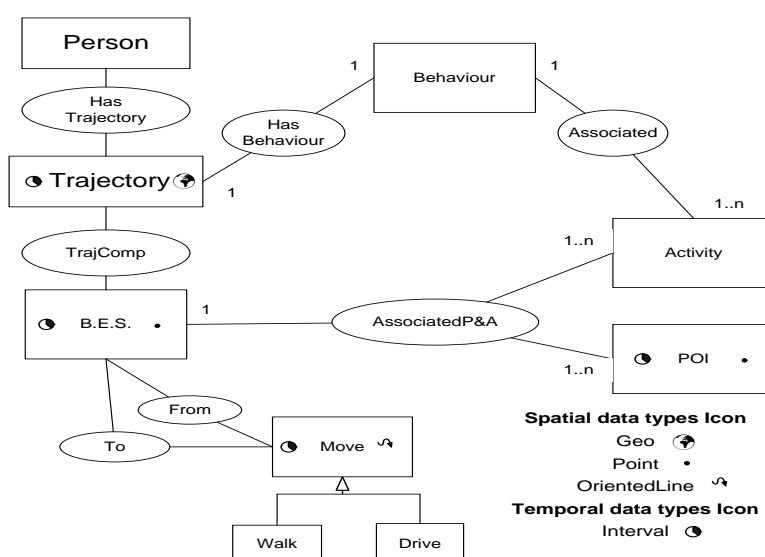 Person
Has
Trajectory
1
Behaviour
1
Has
Behaviour
Associated
Trajectory
1
1..n
TrajComp
1..n
Activity
B.E.S.
1
AssociatedP&A
POI
1..n
From
To
Move
Walk
Drive
Spatial data types Icon
Geo
Point
OrientedLine
Temporal data types Icon
Interval